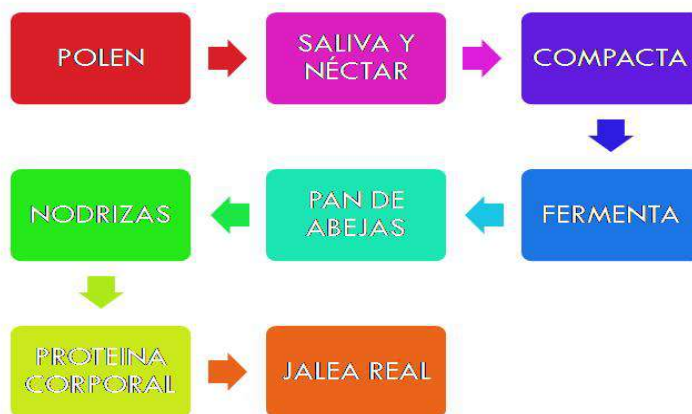 POLEN
SALIVA Y
NÉCTAR
COMPACTA
FERMENTA
PAN DE
ABEJAS
NODRIZAS
PROTEINA
CORPORAL
JALEA REAL